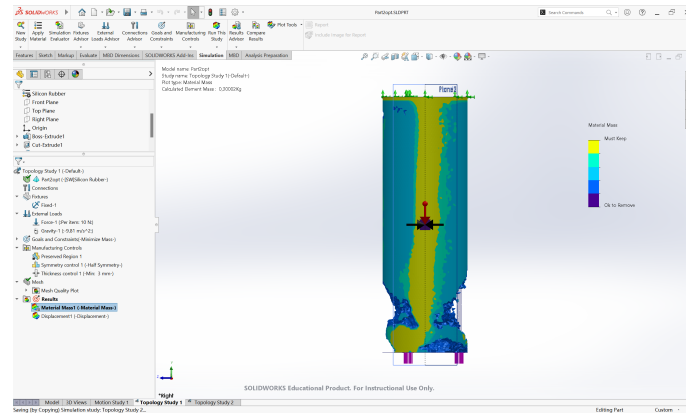 SOLIDWORKS
Part2opt.SLDPRT
Search Commands
New Study
Apply Material
Simulation Evaluator
Fixtures Advisor
External Loads Advisor
Connections Advisor
Goals and Constraints
Manufacturing Controls
Run This Study
Results Advisor
Compare Results
Plot Tools
Report
Include Image for Report
Features Sketch Markup Evaluate MBD Dimensions SOLIDWORKS Add-Ins Simulation MBD Analysis Preparation
Model name: Part2opt
Study name: Topology Study 1(-Default-)
Plot type: Material Mass
Silicon Rubber
Front Plane
Top Plane
Right Plane
Origin
Boss-Extrude1
Cut-Extrude1
Topology Study 1 (-Default-)
Part2opt (-[SW]Silicon Rubber-)
Connections
Fixtures
Fixed-1
External Loads
Force-1 (:Per item: 10 N:)
Gravity-1 (:-9.81 m/s^2:)
Goals and Constraints(-Minimize Mass-)
Manufacturing Controls
Preserved Region 1
Symmetry control 1 (-Half Symmetry-)
Thickness control 1 (-Min: 3 mm-)
Mesh
Mesh Quality Plot
Results
Material Mass1 (-Material Mass-)
Displacement1 (-Displacement-)
Material Mass
Must Keep
Ok to Remove
*Right
SOLIDWORKS Educational Product. For Instructional Use Only.
Model 3D Views Motion Study 1 Topology Study 1 Topology Study 2
Saving (by Copying) Simulation study: Topology Study 2...
Editing Part
Custom